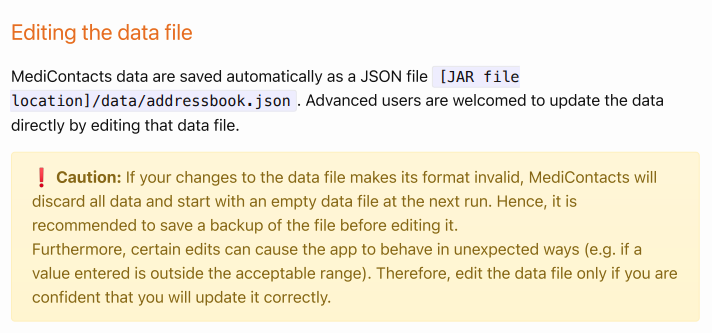 Editing the data file
MediContacts data are saved automatically as a JSON file [JAR file
location]/data/addressbook.json . Advanced users are welcomed to update the data
directly by editing that data file.
❗ Caution: If your changes to the data file makes its format invalid, MediContacts will
discard all data and start with an empty data file at the next run. Hence, it is
recommended to save a backup of the file before editing it.
Furthermore, certain edits can cause the app to behave in unexpected ways (e.g. if a
value entered is outside the acceptable range). Therefore, edit the data file only if you are
confident that you will update it correctly.